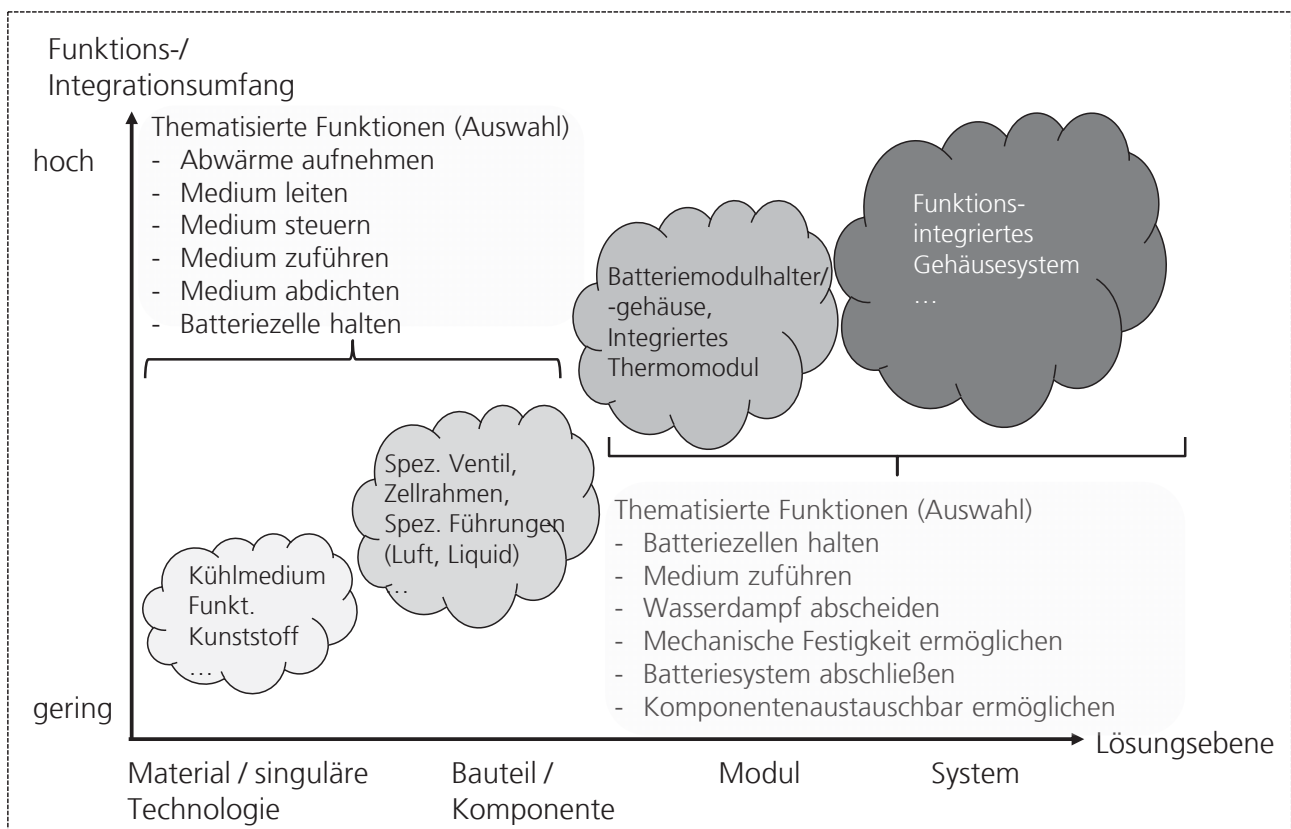 Funktions-/
Integrationsumfang
hoch
Thematisierte Funktionen (Auswahl)
- Abwärme aufnehmen
- Medium leiten
- Medium steuern
- Medium zuführen
- Medium abdichten
- Batteriezelle halten
Funktions-
integriertes
Gehäusesystem
...
Batteriemodulhalter/
-gehäuse,
Integriertes
Thermomodul
Spez. Ventil,
Zellrahmen,
Spez. Führungen
(Luft, Liquid)
...
Kühlmedium
Funkt.
Kunststoff
...
Thematisierte Funktionen (Auswahl)
- Batteriezellen halten
- Medium zuführen
- Wasserdampf abscheiden
- Mechanische Festigkeit ermöglichen
- Batteriesystem abschließen
- Komponentenaustauschbar ermöglichen
gering
Lösungsebene
Material / singuläre
Technologie
Bauteil /
Komponente
Modul
System